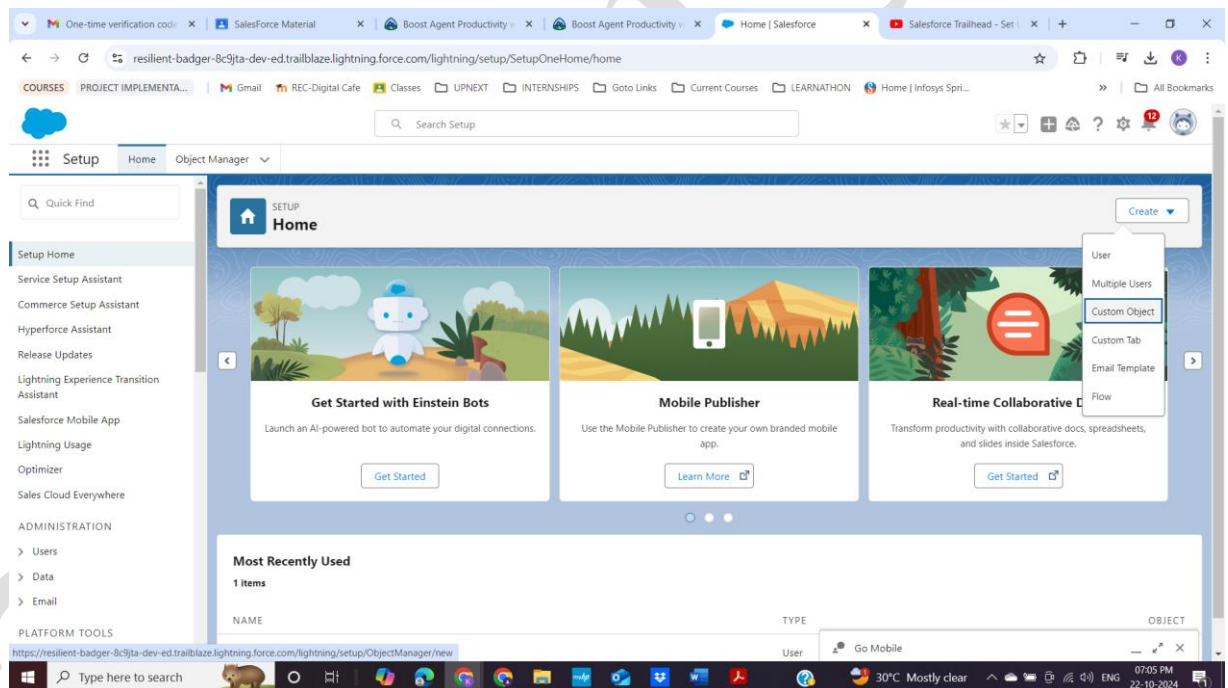 One-time verification code
SalesForce Material
Boost Agent Productivity w
Boost Agent Productivity w
Home | Salesforce
Salesforce Trailhead - Set U
resilient-badger-8c9jta-dev-ed.trailblaze.lightning.force.com/lightning/setup/SetupOneHome/home
K
COURSES PROJECT IMPLEMENTA... Gmail REC-Digital Cafe Classes UPNEXT INTERNSHIPS Goto Links Current Courses LEARNATHON Home | Infosys Spri... » All Bookmarks
Search Setup
12
Setup Home Object Manager
Quick Find
SETUP
Home
Create
User
Multiple Users
Custom Object
Custom Tab
Email Template
Flow
Setup Home
Service Setup Assistant
Commerce Setup Assistant
Hyperforce Assistant
Release Updates
Lightning Experience Transition
Assistant
Salesforce Mobile App
Lightning Usage
Optimizer
Sales Cloud Everywhere
ADMINISTRATION
Users
Data
Email
PLATFORM TOOLS
Get Started with Einstein Bots
Launch an AI-powered bot to automate your digital connections.
Get Started
Mobile Publisher
Use the Mobile Publisher to create your own branded mobile
app.
Learn More
Real-time Collaborative D
Transform productivity with collaborative docs, spreadsheets,
and slides inside Salesforce.
Get Started
Most Recently Used
1 items
NAME TYPE OBJECT
User
Go Mobile
https://resilient-badger-8c9jta-dev-ed.trailblaze.lightning.force.com/lightning/setup/ObjectManager/new
Type here to search
30°C Mostly clear
ENG
07:05 PM
22-10-2024
1